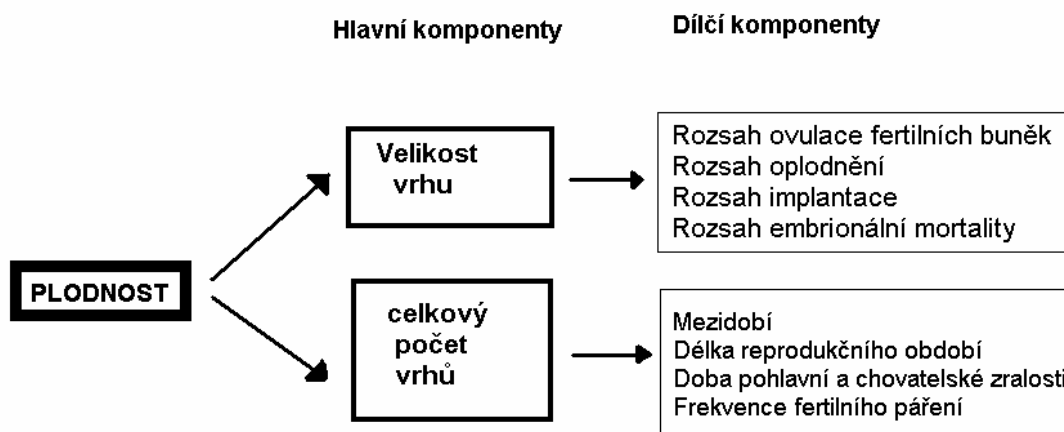 Hlavní komponenty
Dílčí komponenty
Velikost
vrhu
Rozsah ovulace fertilních buněk
Rozsah oplodnění
Rozsah implantace
Rozsah embrionální mortality
PLODNOST
celkový
počet
vrhů
Mezidobí
Délka reprodukčního období
Doba pohlavní a chovatelské zralosti
Frekvence fertilního páření